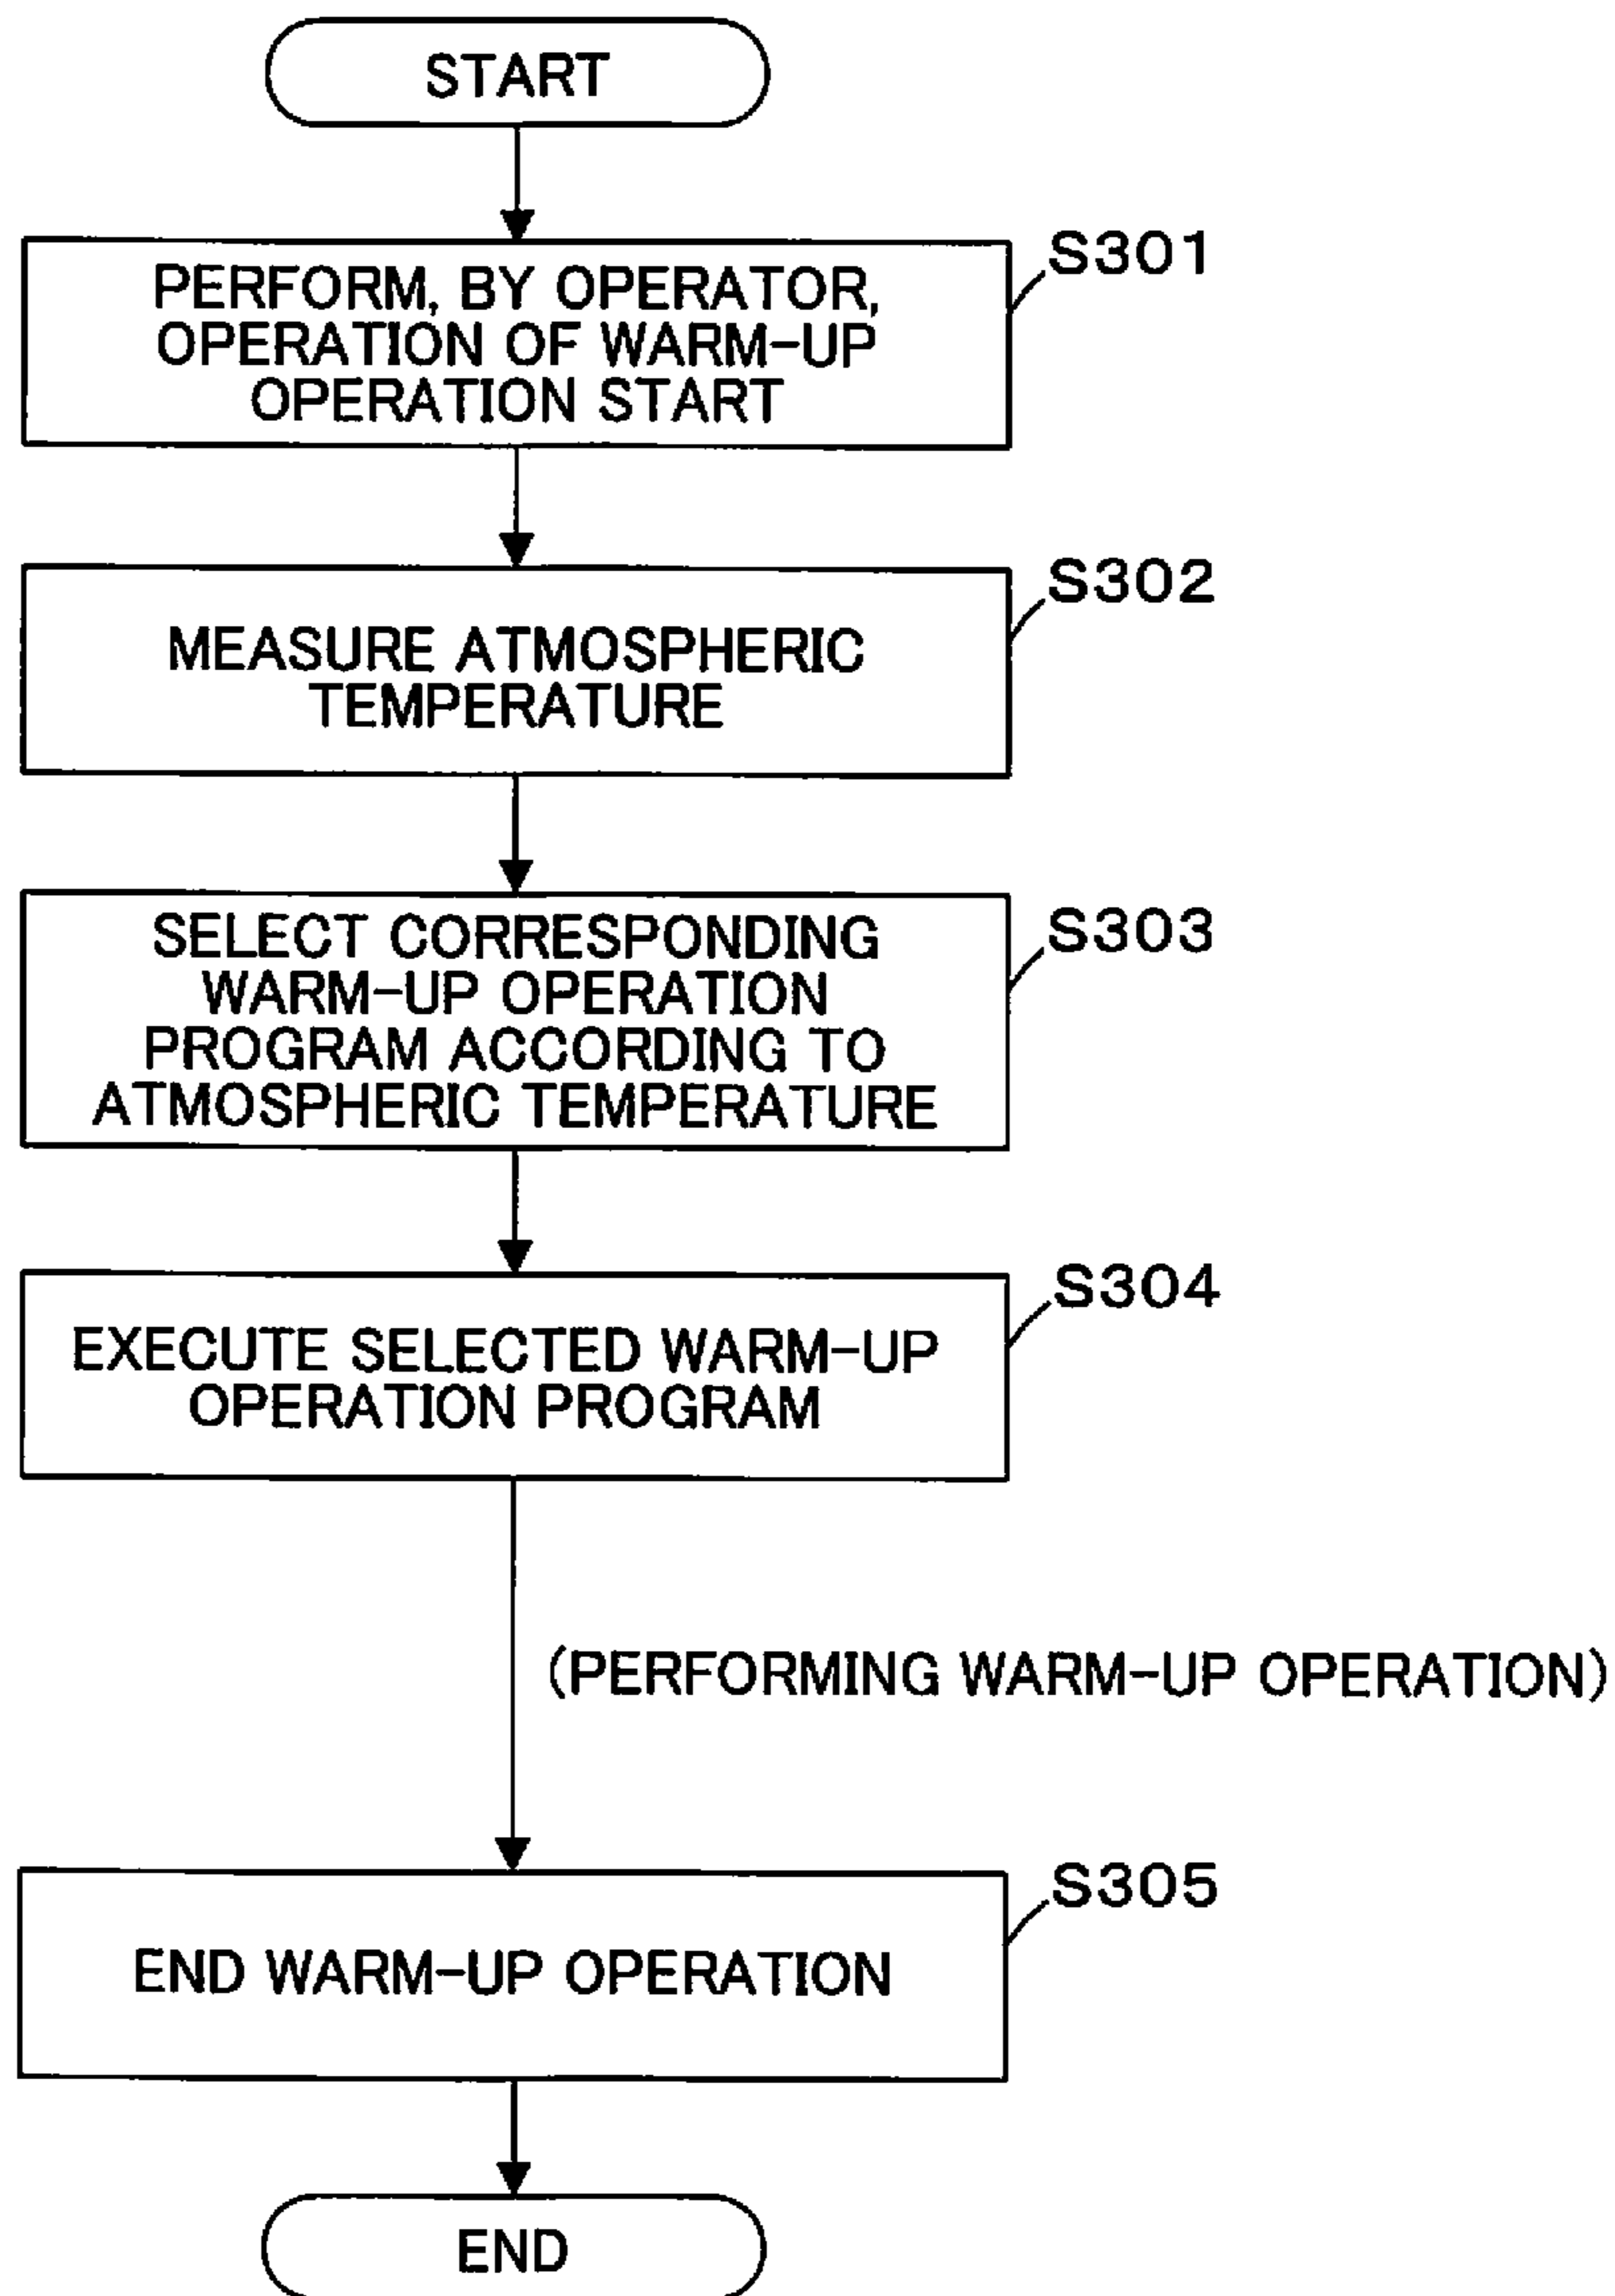 START
S301
PERFORM, BY OPERATOR,
OPERATION OF WARM-UP
OPERATION START
S302
MEASURE ATMOSPHERIC
TEMPERATURE
S303
SELECT CORRESPONDING
WARM-UP OPERATION
PROGRAM ACCORDING TO
ATMOSPHERIC TEMPERATURE
S304
EXECUTE SELECTED WARM-UP
OPERATION PROGRAM
(PERFORMING WARM-UP OPERATION)
S305
END WARM-UP OPERATION
END